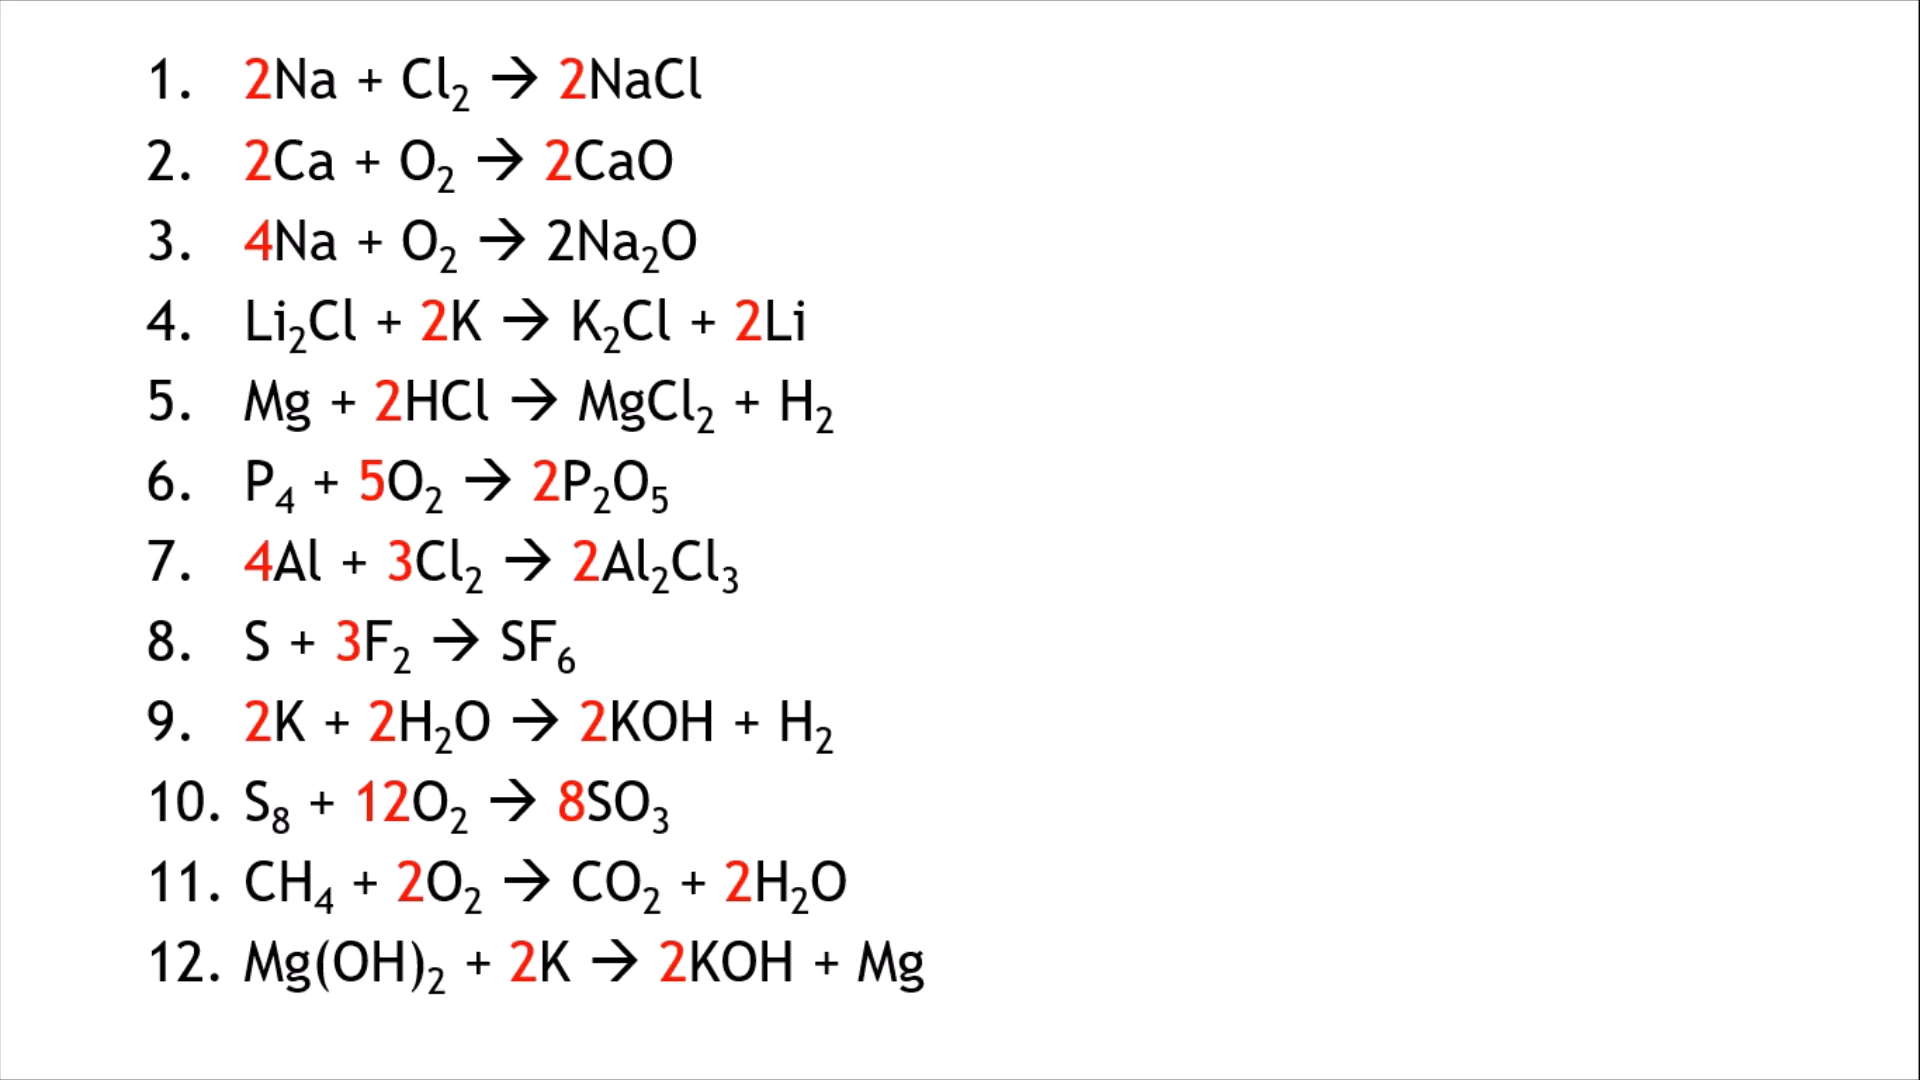 1. 2Na + Cl₂ → 2NaCl
2. 2Ca + O₂ → 2CaO
3. 4Na + O₂ → 2Na₂O
4. Li₂Cl + 2K → K₂Cl + 2Li
5. Mg + 2HCl → MgCl₂ + H₂
6. P₄ + 5O₂ → 2P₂O₅
7. 4Al + 3Cl₂ → 2Al₂Cl₃
8. S + 3F₂ → SF₆
9. 2K + 2H₂O → 2KOH + H₂
10. S₈ + 12O₂ → 8SO₃
11. CH₄ + 2O₂ → CO₂ + 2H₂O
12. Mg(OH)₂ + 2K → 2KOH + Mg